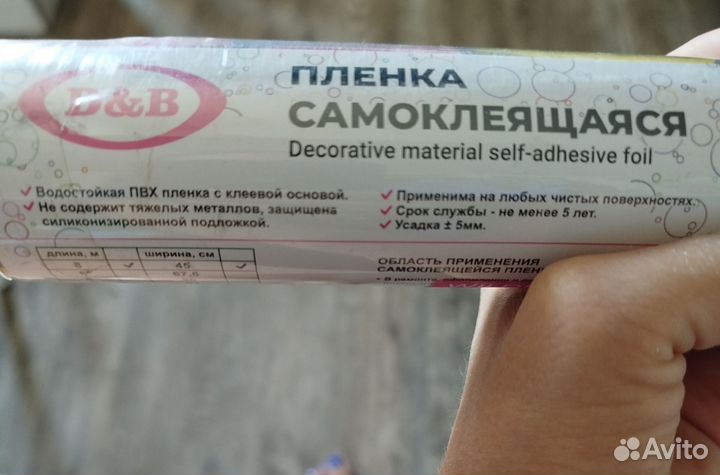 D&B
ПЛЕНКА
САМОКЛЕЯЩАЯСЯ
Decorative material self-adhesive foil
✓ Водостойкая ПВХ пленка с клеевой основой.
✓ Не содержит тяжелых металлов, защищена
силиконизированной подложкой.
✓ Применима на любых чистых поверхностях.
✓ Срок службы - не менее 5 лет.
✓ Усадка ± 5мм.
длина, м ширина, см
8 ✓ 45 ✓
67,5
ОБЛАСТЬ ПРИМЕНЕНИЯ
САМОКЛЕЙЩЕЙСЯ
Avito